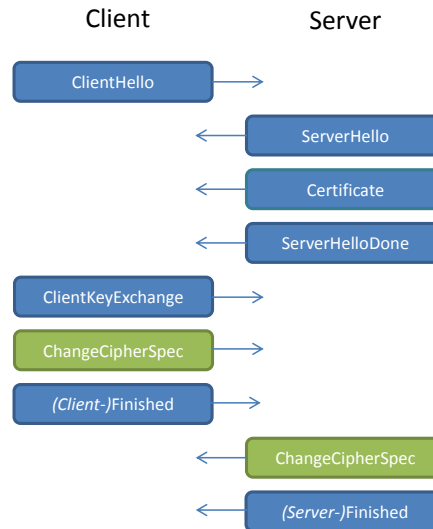 Client
Server
ClientHello
ServerHello
Certificate
ServerHelloDone
ClientKeyExchange
ChangeCipherSpec
(Client-)Finished
ChangeCipherSpec
(Server-)Finished